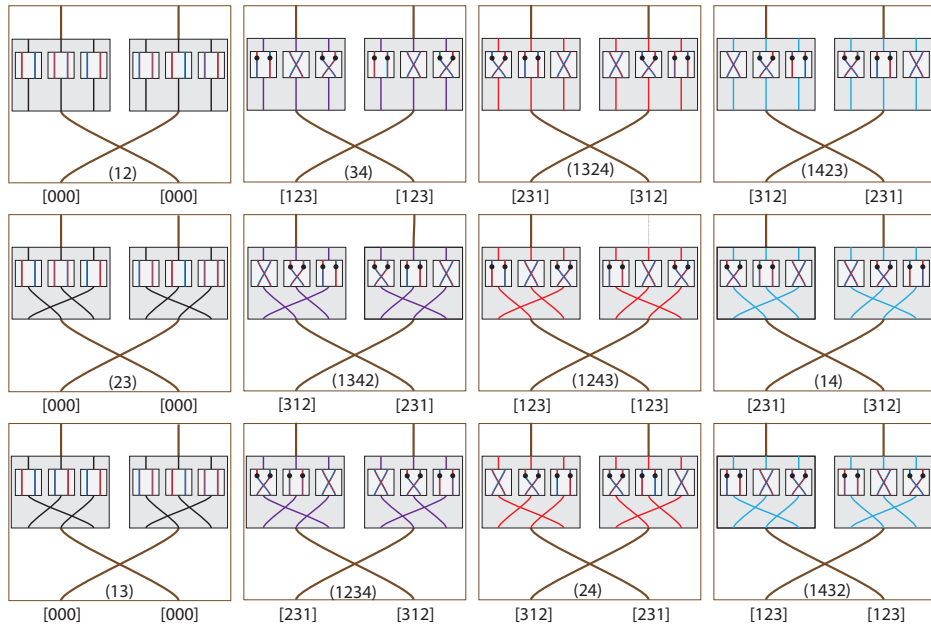 (12) (34) (1324) (1423)
[000] [000] [123] [123] [231] [312] [312] [231]
(23) (1342) (1243) (14)
[000] [000] [312] [231] [123] [123] [231] [312]
(13) (1234) (24) (1432)
[000] [000] [231] [312] [312] [231] [123] [123]